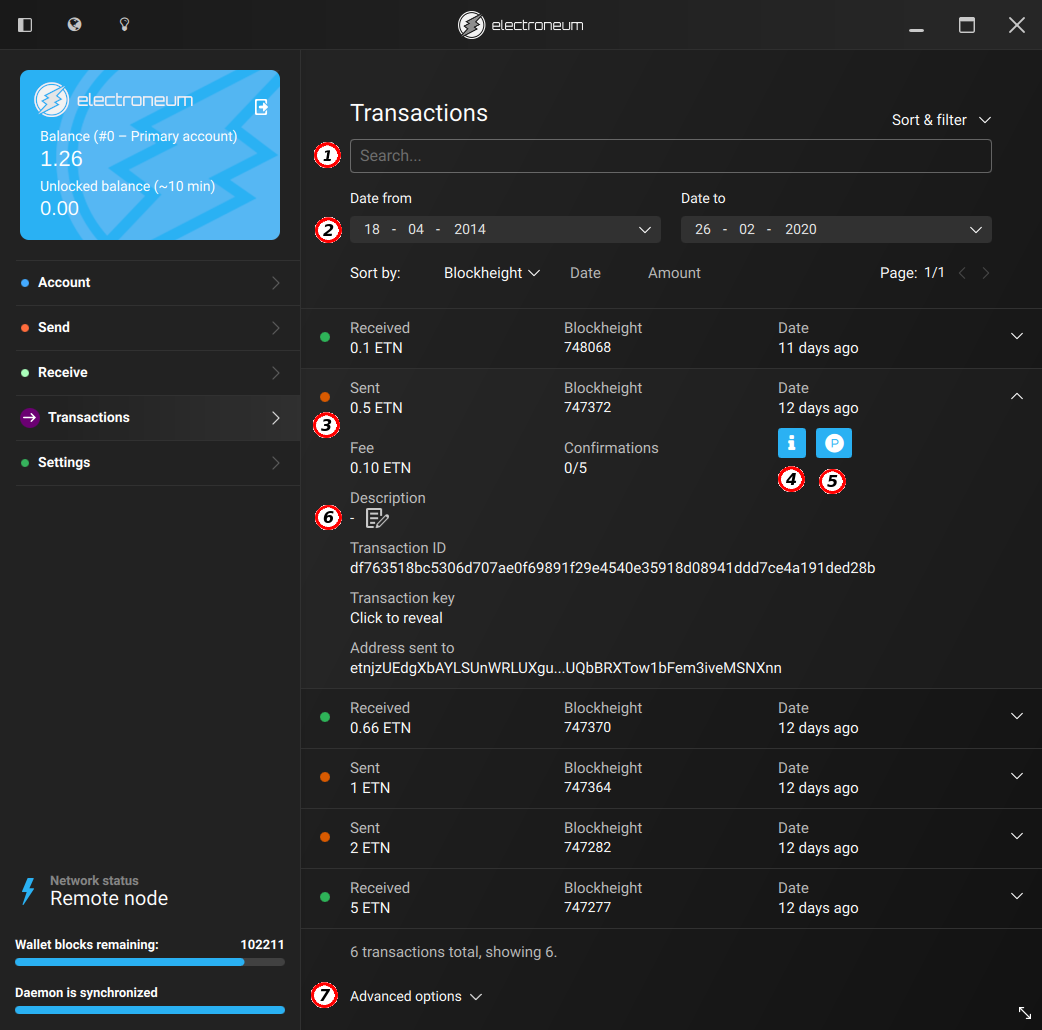 electroneum
electroneum
Balance (#0 – Primary account)
1.26
Unlocked balance (~10 min)
0.00
Account
Send
Receive
Transactions
Settings
Network status
Remote node
Wallet blocks remaining: 102211
Daemon is synchronized
Transactions
Sort & filter
1 Search...
Date from Date to
2 18 - 04 - 2014 26 - 02 - 2020
Sort by: Blockheight Date Amount Page: 1/1
Received Blockheight Date
0.1 ETN 748068 11 days ago
Sent Blockheight Date
0.5 ETN 747372 12 days ago
3
Fee Confirmations
0.10 ETN 0/5
P
4 5
Description
6 -
Transaction ID
df763518bc5306d707ae0f69891f29e4540e35918d08941ddd7ce4a191ded28b
Transaction key
Click to reveal
Address sent to
etnjzUEdgXbAYLSUnWRLUXgu...UQbBRXTow1bFem3iveMSNXnn
Received Blockheight Date
0.66 ETN 747370 12 days ago
Sent Blockheight Date
1 ETN 747364 12 days ago
Sent Blockheight Date
2 ETN 747282 12 days ago
Received Blockheight Date
5 ETN 747277 12 days ago
6 transactions total, showing 6.
7 Advanced options